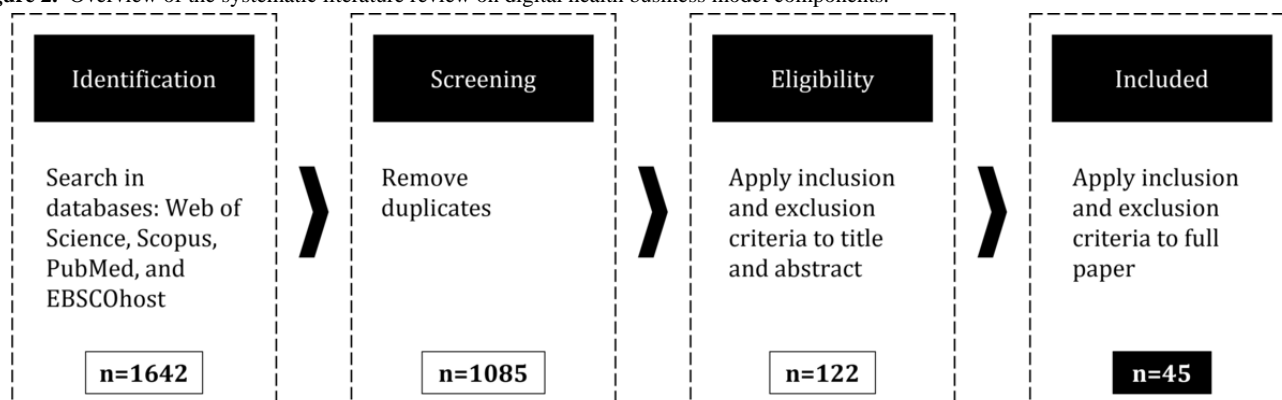 gure 2. Overview of the systematic literature review on digital health business model components.
Identification
Search in
databases: Web of
Science, Scopus,
PubMed, and
EBSCOhost
n=1642
Screening
Remove
duplicates
n=1085
Eligibility
Apply inclusion
and exclusion
criteria to title
and abstract
n=122
Included
Apply inclusion
and exclusion
criteria to full
paper
n=45